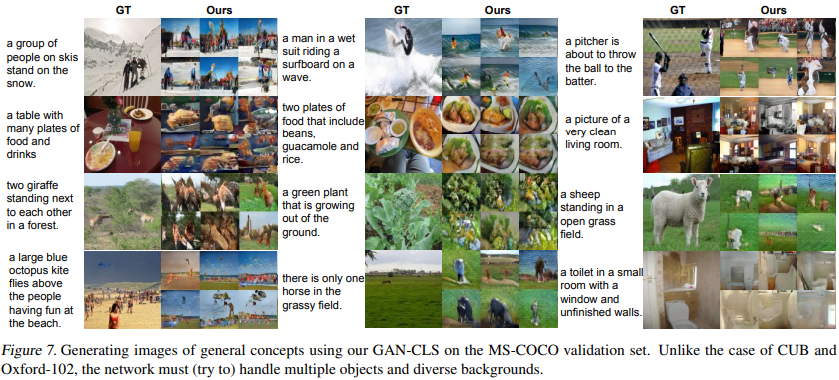 GT
Ours
a group of
people on skis
stand on the
snow.
a table with
many plates of
food and
drinks
two giraffe
standing next
to each other
in a forest.
a large blue
octopus kite
flies above
the people
having fun at
the beach.
GT
Ours
a man in a wet
suit riding a
surfboard on a
wave.
two plates of
food that include
beans,
guacamole and
rice.
a green plant
that is growing
out of the
ground.
there is only one
horse in the
grassy field.
GT
Ours
a pitcher is
about to throw
the ball to the
batter.
a picture of a
very clean
living room.
a sheep
standing in a
open grass
field.
a toilet in a small
room with a
window and
unfinished walls.
Figure 7. Generating images of general concepts using our GAN-CLS on the MS-COCO validation set. Unlike the case of CUB and
Oxford-102, the network must (try to) handle multiple objects and diverse backgrounds.